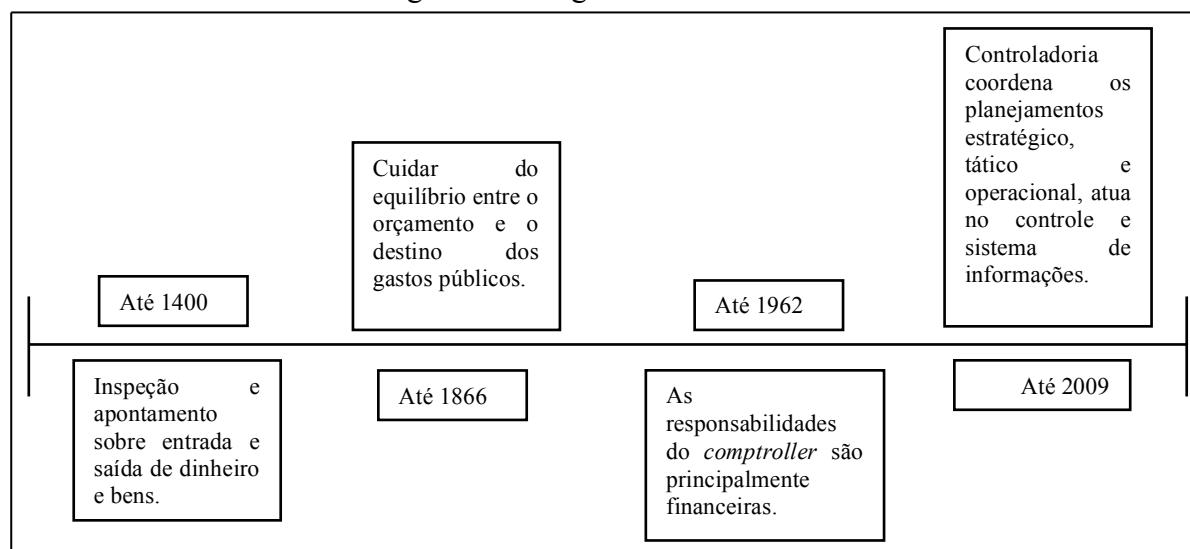 Até 1400
Inspeção e
apontamento
sobre entrada e
saída de dinheiro
e bens.
Cuidar do
equilíbrio entre o
orçamento e o
destino dos
gastos públicos.
Até 1866
Até 1962
As
responsabilidades
do comptroller são
principalmente
financeiras.
Controladoria
coordena os
planejamentos
estratégico,
tático e
operacional, atua
no controle e
sistema de
informações.
Até 2009